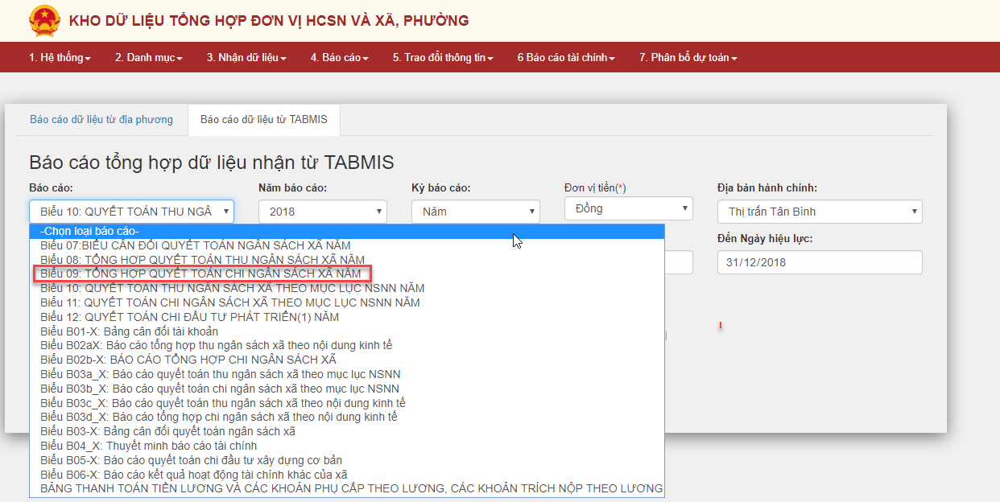 KHO DỮ LIỆU TỔNG HỢP ĐƠN VỊ HCSN VÀ XÃ, PHƯỜNG
1. Hệ thống 2. Danh mục 3. Nhận dữ liệu 4. Báo cáo 5. Trao đổi thông tin 6 Báo cáo tài chính 7. Phân bổ dự toán
Báo cáo dữ liệu từ địa phương Báo cáo dữ liệu từ TABMIS
Báo cáo tổng hợp dữ liệu nhận từ TABMIS
Báo cáo: Năm báo cáo: Kỳ báo cáo: Đơn vị tiền(*) Địa bàn hành chính:
Biểu 10: QUYẾT TOÁN THU NGÂ 2018 Năm Đồng Thị trấn Tân Bình
-Chọn loại báo cáo-
Đến Ngày hiệu lực:
Biểu 07:BIỂU CÂN ĐỐI QUYẾT TOÁN NGÂN SÁCH XÃ NĂM
Biểu 08: TỔNG HỢP QUYẾT TOÁN THU NGÂN SÁCH XÃ NĂM
31/12/2018
Biểu 09: TỔNG HỢP QUYẾT TOÁN CHI NGÂN SÁCH XÃ NĂM
Biểu 10: QUYẾT TOÁN THU NGÂN SÁCH XÃ THEO MỤC LỤC NSNN NĂM
Biểu 11: QUYẾT TOÁN CHI NGÂN SÁCH XÃ THEO MỤC LỤC NSNN NĂM
Biểu 12: QUYẾT TOÁN CHI ĐẦU TƯ PHÁT TRIỂN(1) NĂM
Biểu B01-X: Bảng cân đối tài khoản
Biểu B02aX: Báo cáo tổng hợp thu ngân sách xã theo nội dung kinh tế
Biểu B02b-X: BÁO CÁO TỔNG HỢP CHI NGÂN SÁCH XÃ
Biểu B03a_X: Báo cáo quyết toán thu ngân sách xã theo mục lục NSNN
Biểu B03b_X: Báo cáo quyết toán chi ngân sách xã theo mục lục NSNN
Biểu B03c_X: Báo cáo quyết toán thu ngân sách xã theo nội dung kinh tế
Biểu B03d_X: Báo cáo tổng hợp chi ngân sách xã theo nội dung kinh tế
Biểu B03-X: Bảng cân đối quyết toán ngân sách xã
Biểu B04_X: Thuyết minh báo cáo tài chính
Biểu B05-X: Báo cáo quyết toán chi đầu tư xây dựng cơ bản
Biểu B06-X: Báo cáo kết quả hoạt động tài chính khác của xã
BẢNG THANH TOÁN TIỀN LƯƠNG VÀ CÁC KHOẢN PHỤ CẤP THEO LƯƠNG, CÁC KHOẢN TRÍCH NỘP THEO LƯƠNG